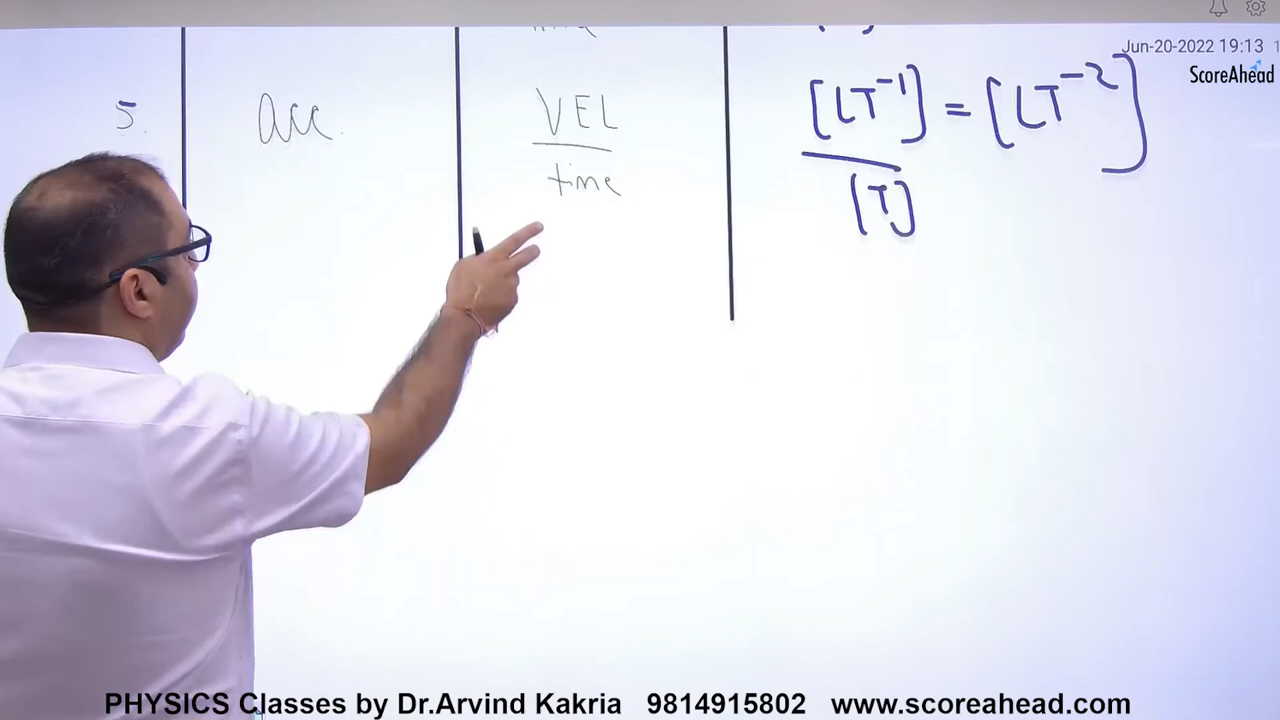 Jun-20-2022 19:13
ScoreAhead
5. acc. VEL [LT⁻¹] = [LT⁻²]
time [T]
PHYSICS Classes by Dr.Arvind Kakria 9814915802 www.scoreahead.com